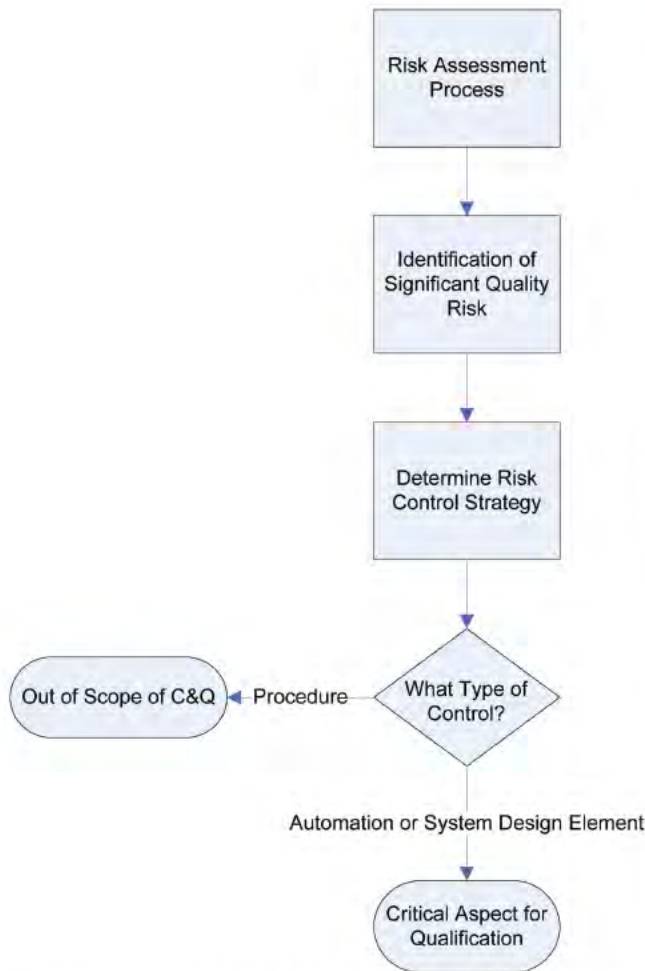 Risk Assessment
Process
Identification of
Significant Quality
Risk
Determine Risk
Control Strategy
What Type of
Control?
Procedure
Out of Scope of C&Q
Automation or System Design Element
Critical Aspect for
Qualification